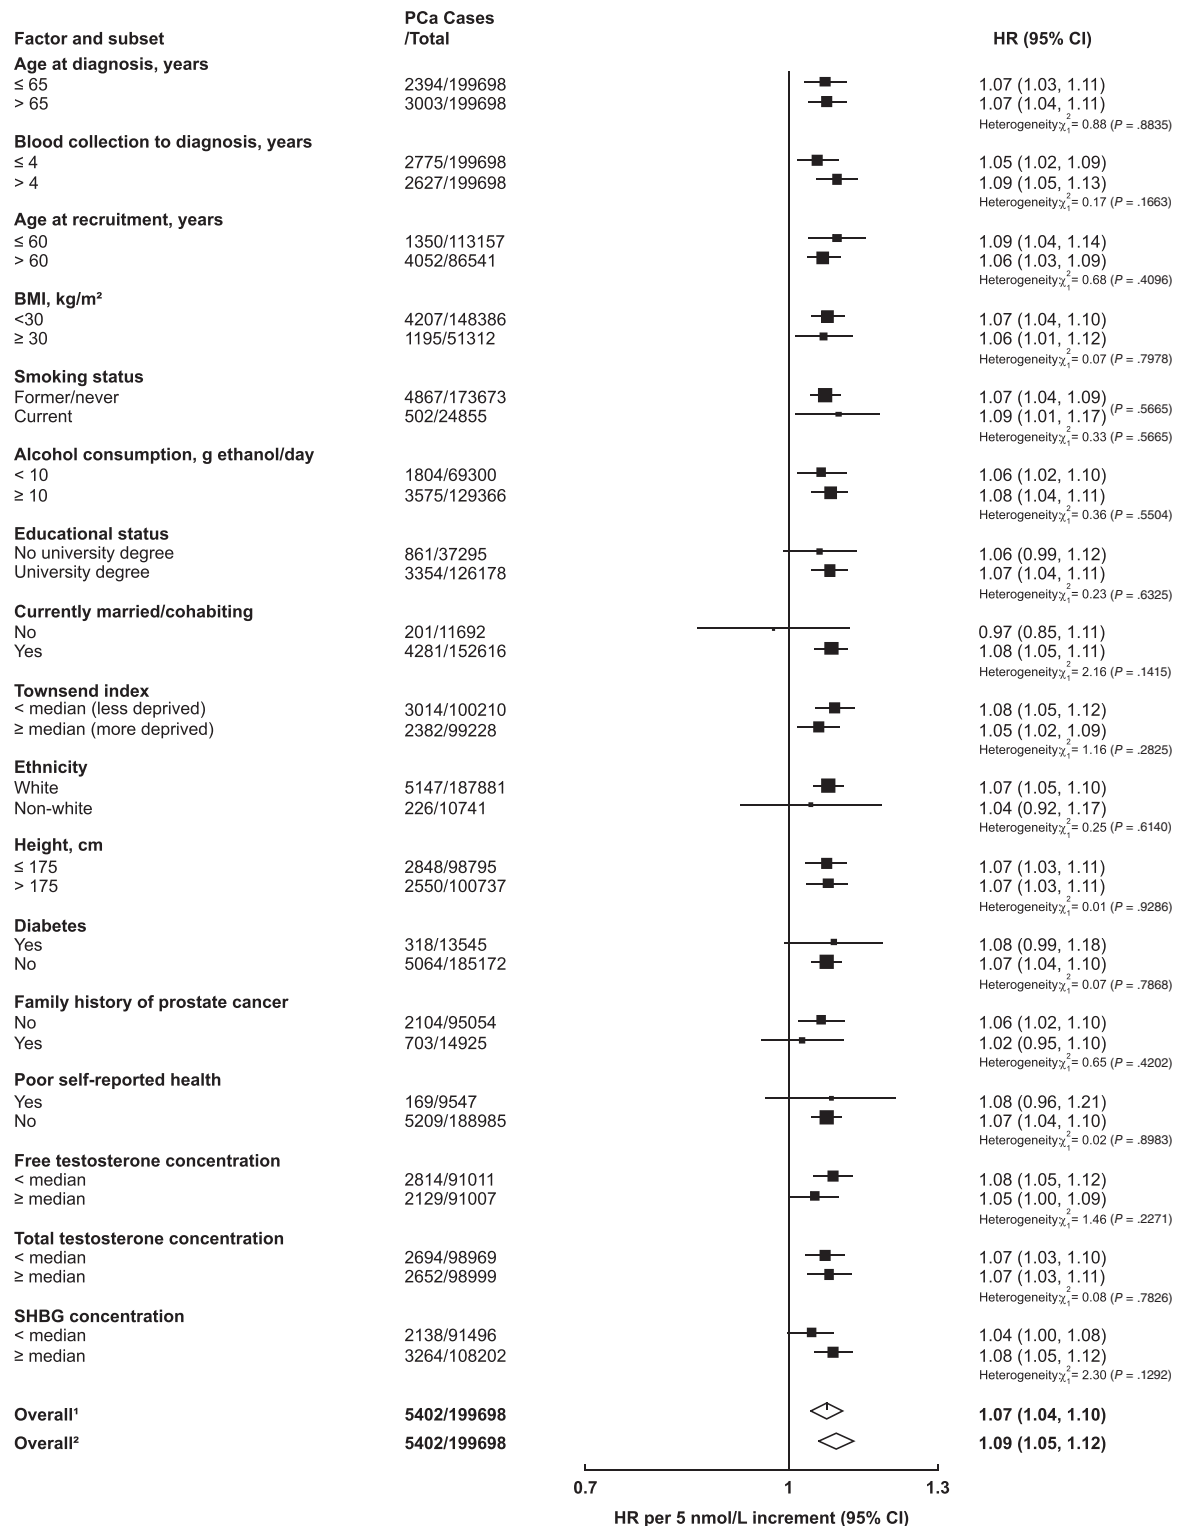 PCa Cases
Factor and subset /Total HR (95% CI)
Age at diagnosis, years
≤ 65 2394/199698 1.07 (1.03, 1.11)
> 65 3003/199698 1.07 (1.04, 1.11)
Heterogeneity χ²₁= 0.88 (P = .8835)
Blood collection to diagnosis, years
≤ 4 2775/199698 1.05 (1.02, 1.09)
> 4 2627/199698 1.09 (1.05, 1.13)
Heterogeneity χ²₁= 0.17 (P = .1663)
Age at recruitment, years
≤ 60 1350/113157 1.09 (1.04, 1.14)
> 60 4052/86541 1.06 (1.03, 1.09)
Heterogeneity χ²₁= 0.68 (P = .4096)
BMI, kg/m²
<30 4207/148386 1.07 (1.04, 1.10)
≥ 30 1195/51312 1.06 (1.01, 1.12)
Heterogeneity χ²₁= 0.07 (P = .7978)
Smoking status
Former/never 4867/173673 1.07 (1.04, 1.09)
Current 502/24855 1.09 (1.01, 1.17) (P = .5665)
Heterogeneity χ²₁= 0.33 (P = .5665)
Alcohol consumption, g ethanol/day
< 10 1804/69300 1.06 (1.02, 1.10)
≥ 10 3575/129366 1.08 (1.04, 1.11)
Heterogeneity χ²₁= 0.36 (P = .5504)
Educational status
No university degree 861/37295 1.06 (0.99, 1.12)
University degree 3354/126178 1.07 (1.04, 1.11)
Heterogeneity χ²₁= 0.23 (P = .6325)
Currently married/cohabiting
No 201/11692 0.97 (0.85, 1.11)
Yes 4281/152616 1.08 (1.05, 1.11)
Heterogeneity χ²₁= 2.16 (P = .1415)
Townsend index
< median (less deprived) 3014/100210 1.08 (1.05, 1.12)
≥ median (more deprived) 2382/99228 1.05 (1.02, 1.09)
Heterogeneity χ²₁= 1.16 (P = .2825)
Ethnicity
White 5147/187881 1.07 (1.05, 1.10)
Non-white 226/10741 1.04 (0.92, 1.17)
Heterogeneity χ²₁= 0.25 (P = .6140)
Height, cm
≤ 175 2848/98795 1.07 (1.03, 1.11)
> 175 2550/100737 1.07 (1.03, 1.11)
Heterogeneity χ²₁= 0.01 (P = .9286)
Diabetes
Yes 318/13545 1.08 (0.99, 1.18)
No 5064/185172 1.07 (1.04, 1.10)
Heterogeneity χ²₁= 0.07 (P = .7868)
Family history of prostate cancer
No 2104/95054 1.06 (1.02, 1.10)
Yes 703/14925 1.02 (0.95, 1.10)
Heterogeneity χ²₁= 0.65 (P = .4202)
Poor self-reported health
Yes 169/9547 1.08 (0.96, 1.21)
No 5209/188985 1.07 (1.04, 1.10)
Heterogeneity χ²₁= 0.02 (P = .8983)
Free testosterone concentration
< median 2814/91011 1.08 (1.05, 1.12)
≥ median 2129/91007 1.05 (1.00, 1.09)
Heterogeneity χ²₁= 1.46 (P = .2271)
Total testosterone concentration
< median 2694/98969 1.07 (1.03, 1.10)
≥ median 2652/98999 1.07 (1.03, 1.11)
Heterogeneity χ²₁= 0.08 (P = .7826)
SHBG concentration
< median 2138/91496 1.04 (1.00, 1.08)
≥ median 3264/108202 1.08 (1.05, 1.12)
Heterogeneity χ²₁= 2.30 (P = .1292)
Overall¹ 5402/199698 1.07 (1.04, 1.10)
Overall² 5402/199698 1.09 (1.05, 1.12)
0.7 1 1.3
HR per 5 nmol/L increment (95% CI)